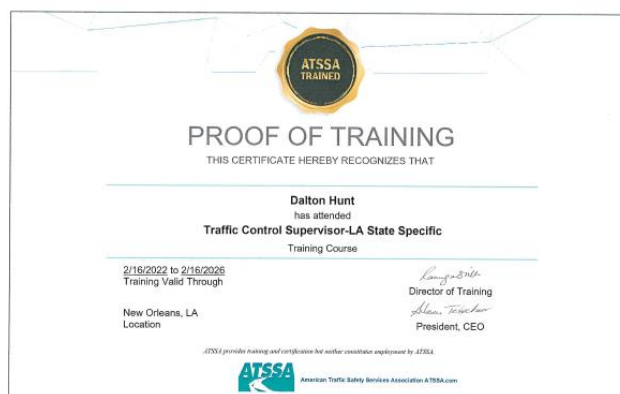 ATSSA
TRAINED
PROOF OF TRAINING
THIS CERTIFICATE HEREBY RECOGNIZES THAT
Dalton Hunt
has attended
Traffic Control Supervisor-LA State Specific
Training Course
2/16/2022 to 2/16/2026
Training Valid Through
Director of Training
New Orleans, LA
Location
President, CEO
ATSSA provides training and certification but neither constitutes employment by ATSSA
ATSSA
American Traffic Safety Services Association ATSSA.com